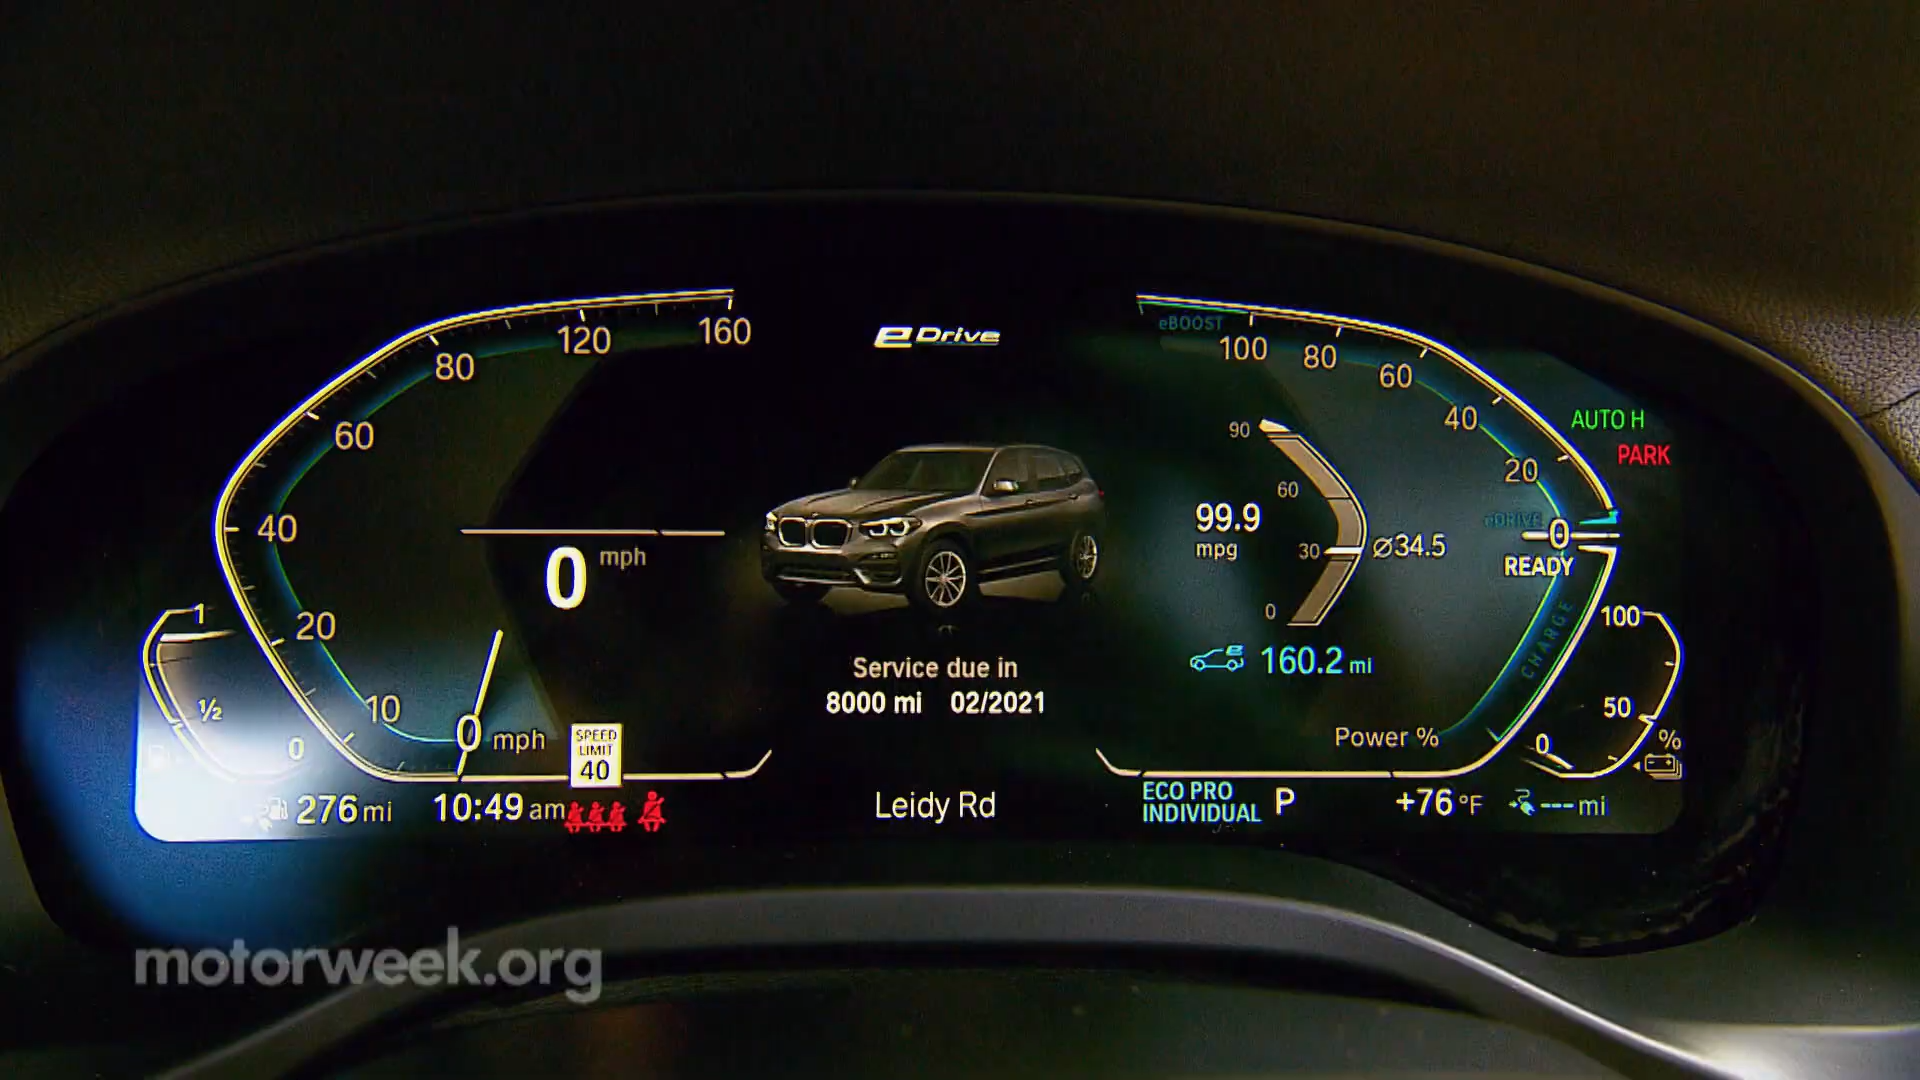 160
120
80
60
40
20
10
0 mph
0 mph
SPEED
LIMIT
40
1
½
0
276 mi
10:49 am
eDrive
Service due in
8000 mi 02/2021
Leidy Rd
eBOOST
100
80
60
40
20
eDRIVE
0
READY
CHARGE
Power %
90
60
30
0
99.9
mpg
⌀34.5
160.2 mi
AUTO H
PARK
100
50
0
%
ECO PRO
INDIVIDUAL
P
+76 °F
--- mi
motorweek.org